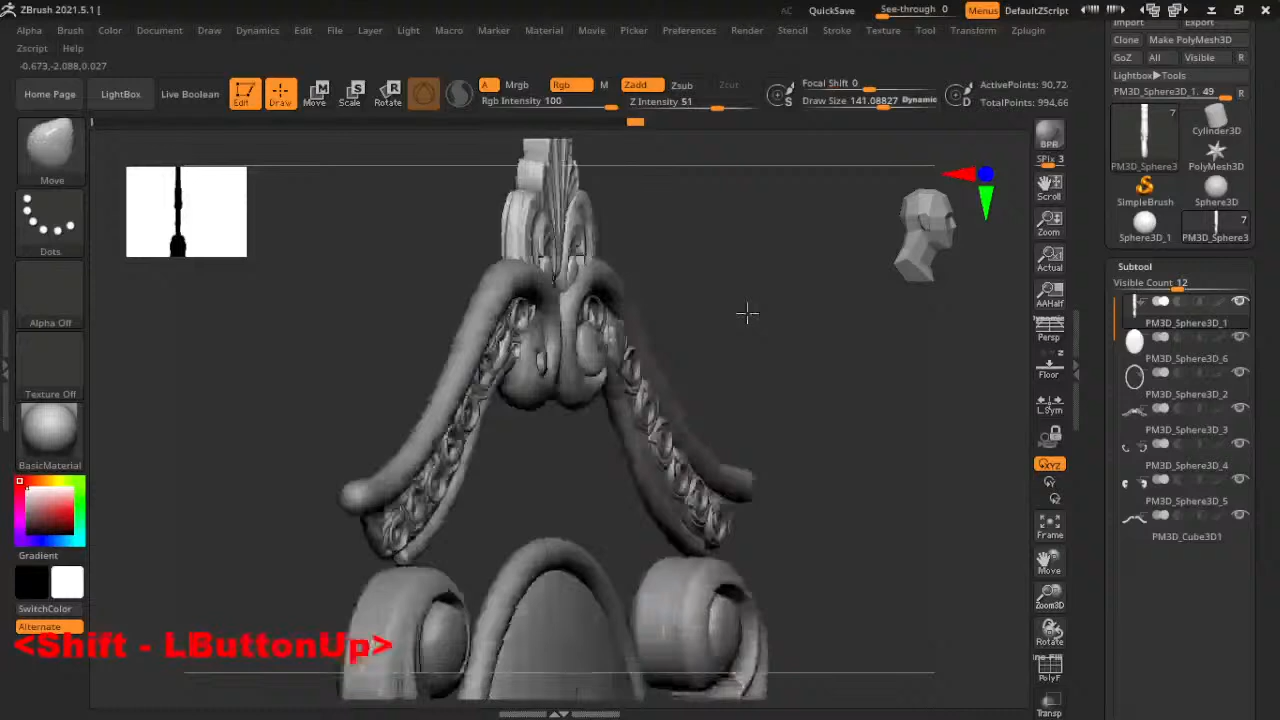 ZBrush 2021.5.1 [
AC QuickSave See-through 0 Menus DefaultZScript
Alpha Brush Color Document Draw Dynamics Edit File Layer Light Macro Marker Material Movie Picker Preferences Render Stencil Stroke Texture Tool Transform Zplugin
Zscript Help
-0.673,-2.088,0.027
Home Page LightBox Live Boolean
Edit Draw Move Scale Rotate
A Mrgb Rgb M Zadd Zsub Zcut
Rgb Intensity 100 Z Intensity 51
S Focal Shift 0
Draw Size 141.08827 Dynamic
D ActivePoints: 90,72
TotalPoints: 994,66
Move
Dots
Alpha Off
Texture Off
BasicMaterial
Gradient
SwitchColor
Alternate
<Shift - LButtonUp>
BPR
SPix 3
Scroll
Zoom
Actual
AAHalf
Dynamic
Persp
Floor
L.Sym
XYZ
Y
Z
Frame
Move
Zoom3D
Rotate
PolyF
Transp
Import Export
Clone Make PolyMesh3D
GoZ All Visible R
Lightbox▶Tools
PM3D_Sphere3D_1. 49 R
7
PM3D_Sphere3
Cylinder3D
PolyMesh3D
SimpleBrush
Sphere3D
Sphere3D_1
7
PM3D_Sphere3
Subtool
Visible Count 12
PM3D_Sphere3D_1
PM3D_Sphere3D_6
PM3D_Sphere3D_2
PM3D_Sphere3D_3
PM3D_Sphere3D_4
PM3D_Sphere3D_5
PM3D_Cube3D1